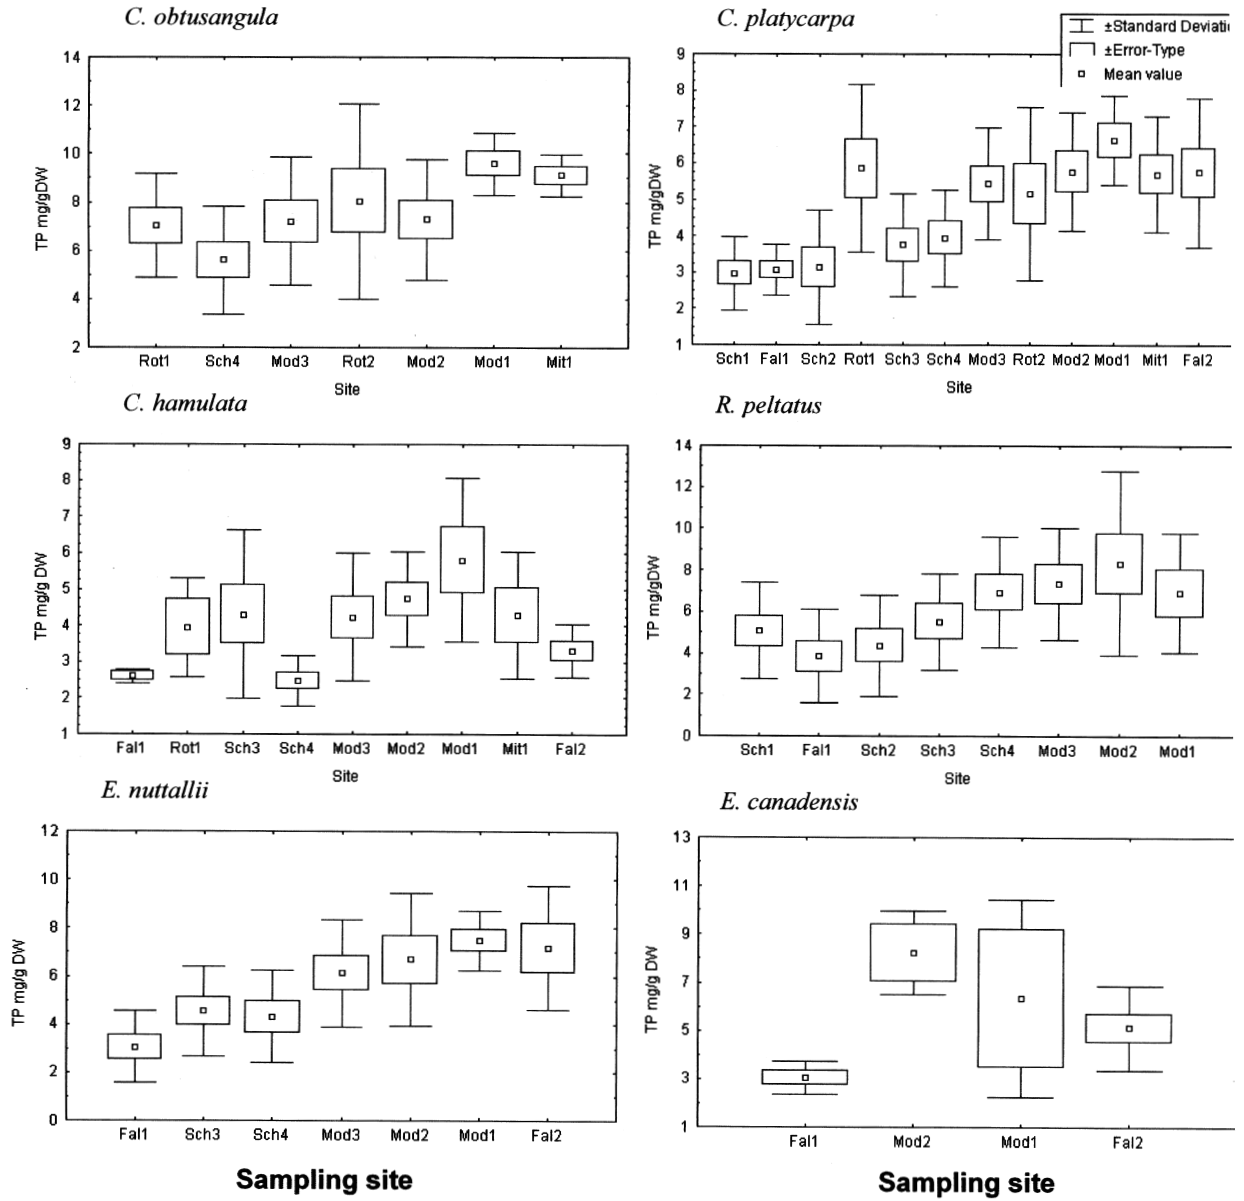 C. obtusangula
14
12
10
8
6
4
2
TP mg/gDW
Rot1 Sch4 Mod3 Rot2 Mod2 Mod1 Mit1
Site
C. platycarpa
±Standard Deviati
±Error-Type
Mean value
9
8
7
6
5
4
3
2
1
TP mg/gDW
Sch1 Fal1 Sch2 Rot1 Sch3 Sch4 Mod3 Rot2 Mod2 Mod1 Mit1 Fal2
Site
C. hamulata
9
8
7
6
5
4
3
2
1
TP mg/g DW
Fal1 Rot1 Sch3 Sch4 Mod3 Mod2 Mod1 Mit1 Fal2
Site
R. peltatus
14
12
10
8
6
4
2
0
TP mg/gDW
Sch1 Fal1 Sch2 Sch3 Sch4 Mod3 Mod2 Mod1
Site
E. nuttallii
12
10
8
6
4
2
0
TP mg/g DW
Fal1 Sch3 Sch4 Mod3 Mod2 Mod1 Fal2
Sampling site
E. canadensis
13
11
9
7
5
3
1
TP mg/g DW
Fal1 Mod2 Mod1 Fal2
Sampling site